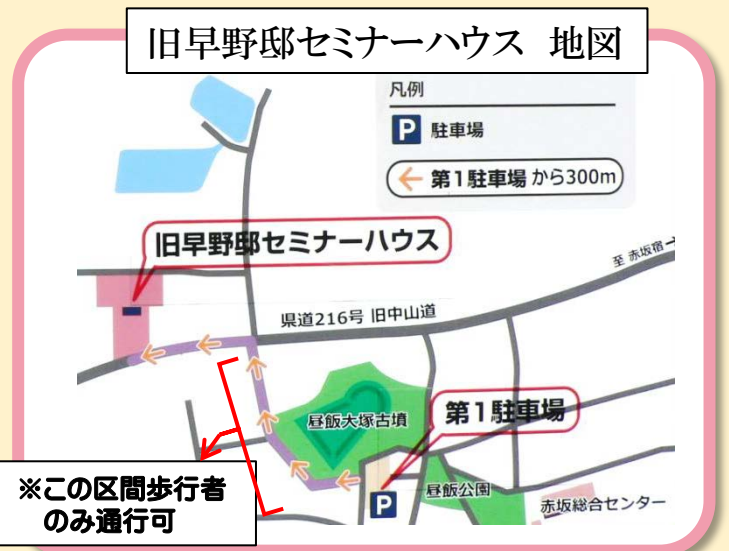 旧早野邸セミナーハウス 地図
凡例
P 駐車場
← 第1駐車場 から300m
旧早野邸セミナーハウス
至 赤坂宿→
県道216号 旧中山道
昼飯大塚古墳
第1駐車場
※この区間歩行者
のみ通行可
P
昼飯公園
赤坂総合センター